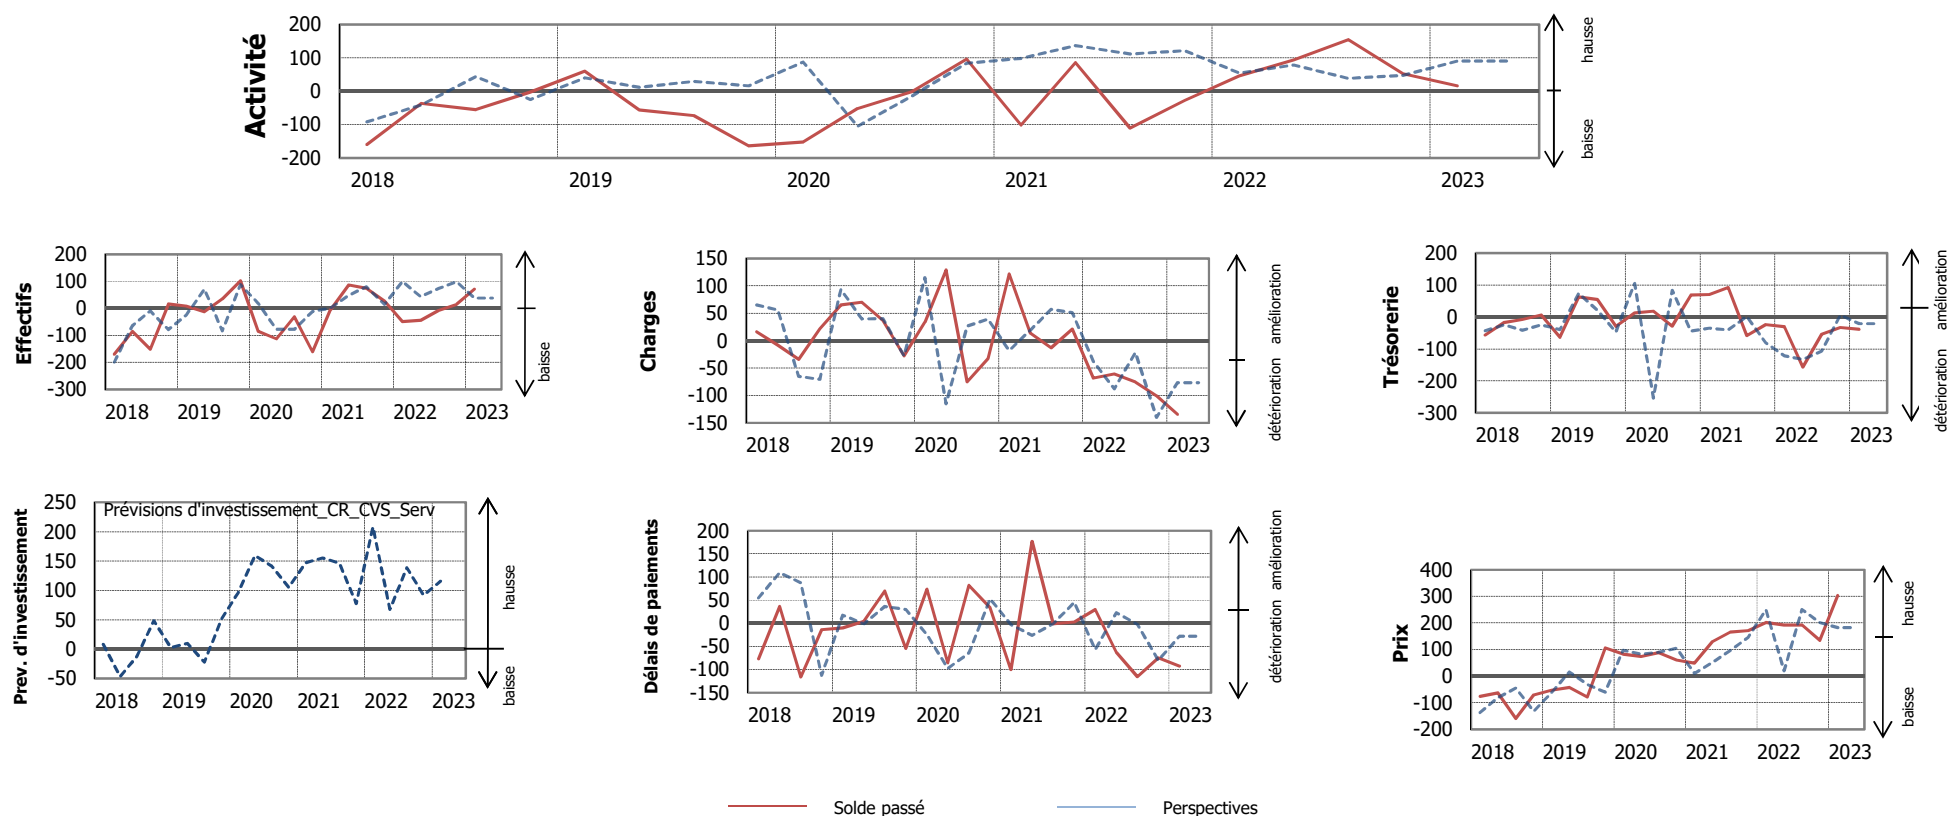 Activité
200
100
0
-100
-200
2018 2019 2020 2021 2022 2023
hausse
baisse
Effectifs
200
100
0
-100
-200
-300
2018 2019 2020 2021 2022 2023
baisse
Charges
150
100
50
0
-50
-100
-150
2018 2019 2020 2021 2022 2023
amélioration
détérioration
Trésorerie
200
100
0
-100
-200
-300
2018 2019 2020 2021 2022 2023
amélioration
détérioration
Prev. d'investissement
Prévisions d'investissement_CR_CVS_Serv
250
200
150
100
50
0
-50
2018 2019 2020 2021 2022 2023
hausse
baisse
Délais de paiements
200
150
100
50
0
-50
-100
-150
2018 2019 2020 2021 2022 2023
amélioration
détérioration
Prix
400
300
200
100
0
-100
-200
2018 2019 2020 2021 2022 2023
hausse
baisse
Solde passé Perspectives